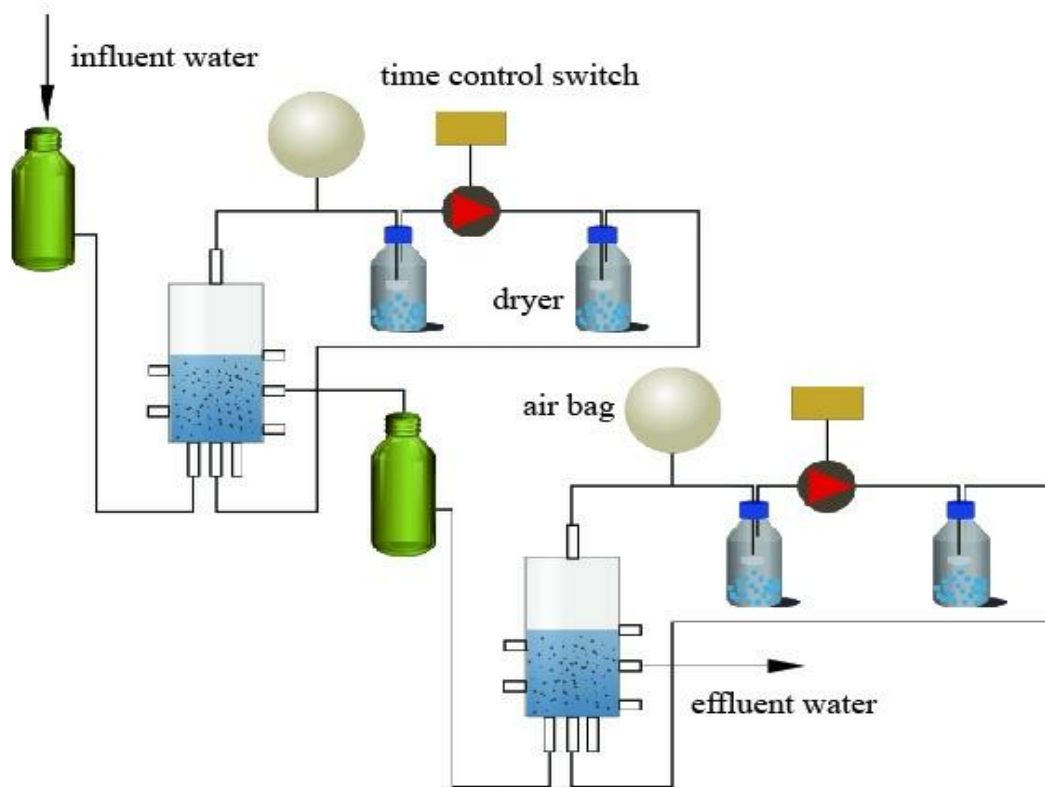 influent water
time control switch
dryer
air bag
effluent water